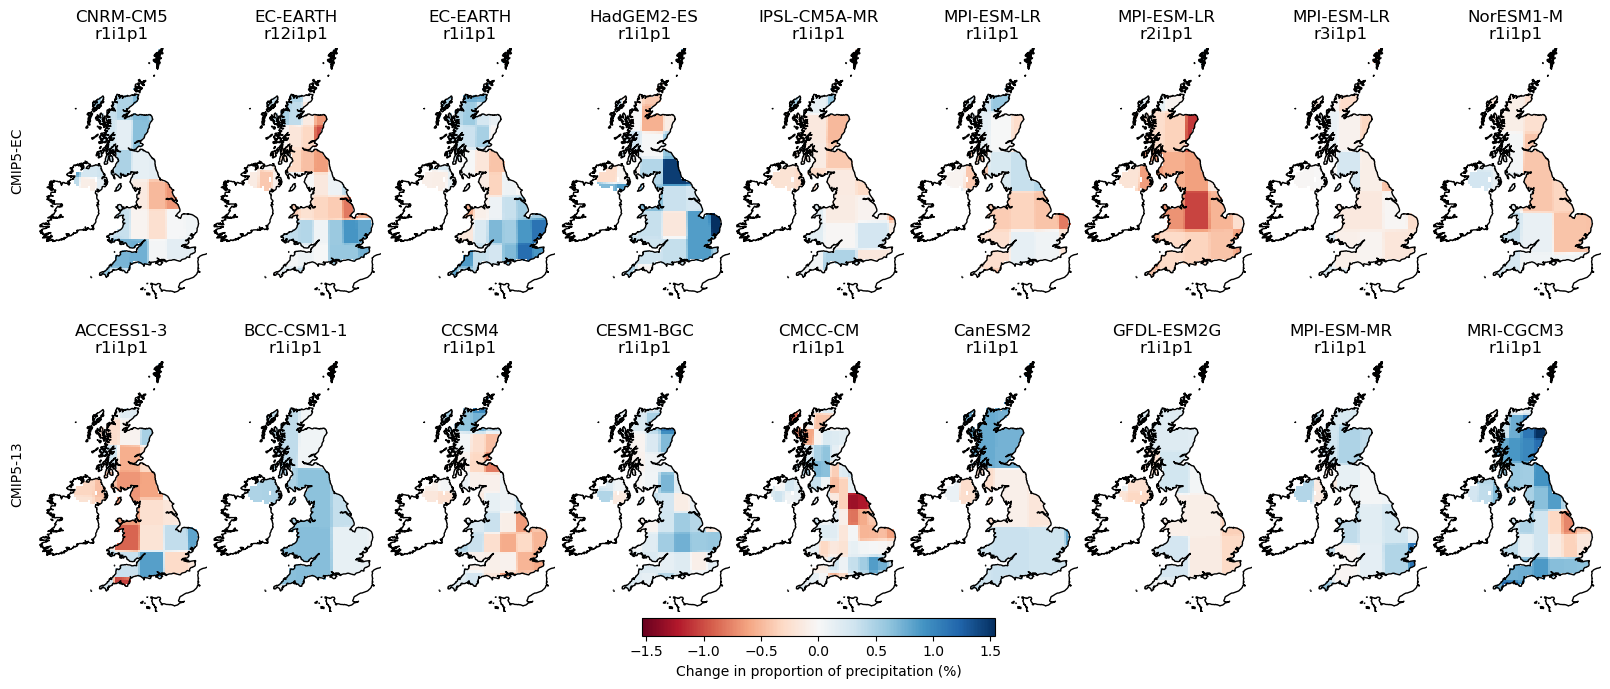 CNRM-CM5 EC-EARTH EC-EARTH HadGEM2-ES IPSL-CM5A-MR MPI-ESM-LR MPI-ESM-LR MPI-ESM-LR NorESM1-M
r1i1p1 r12i1p1 r1i1p1 r1i1p1 r1i1p1 r1i1p1 r2i1p1 r3i1p1 r1i1p1
CMIP5-EC
ACCESS1-3 BCC-CSM1-1 CCSM4 CESM1-BGC CMCC-CM CanESM2 GFDL-ESM2G MPI-ESM-MR MRI-CGCM3
r1i1p1 r1i1p1 r1i1p1 r1i1p1 r1i1p1 r1i1p1 r1i1p1 r1i1p1 r1i1p1
CMIP5-13
−1.5 −1.0 −0.5 0.0 0.5 1.0 1.5
Change in proportion of precipitation (%)